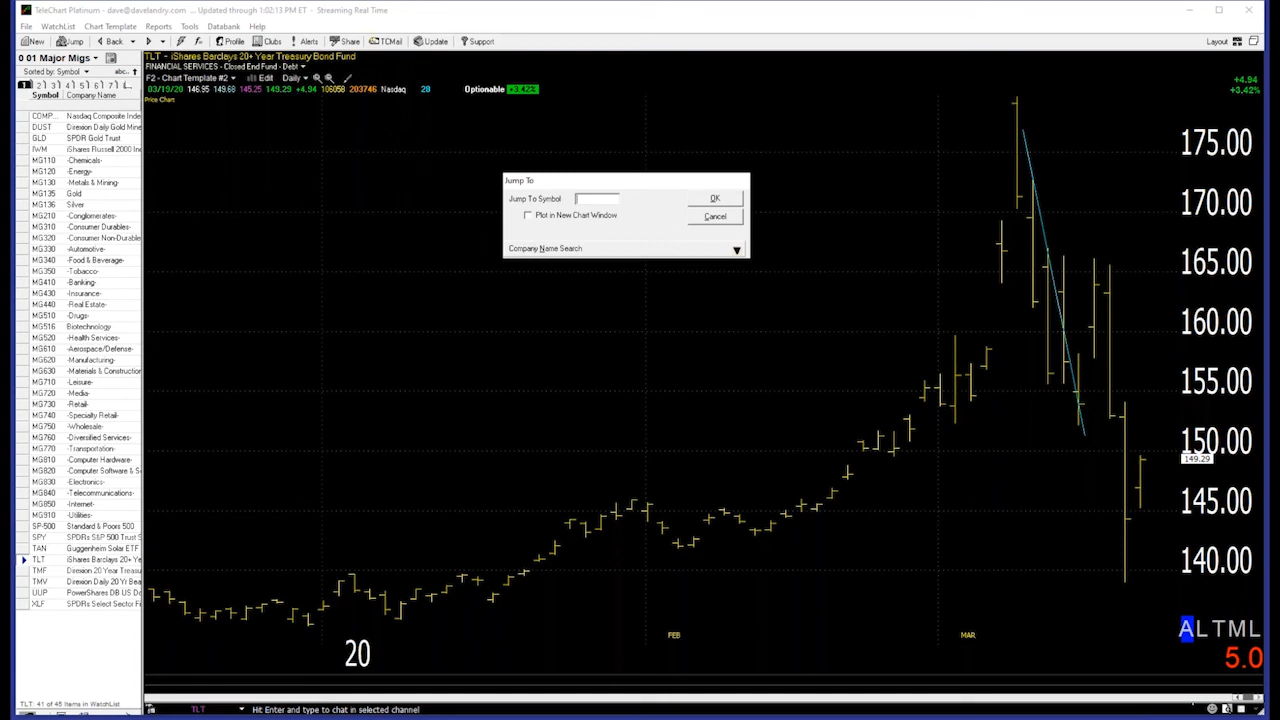 TeleChart Platinum - dave@davelandry.com ... Updated through 1:02:13 PM ET - Streaming Real Time
File WatchList Chart Template Reports Tools Databank Help
New Jump Back Profile Clubs Alerts Share TCMail Update Support Layout
0 01 Major Migs
Sorted by: Symbol abc..
1 2 3 4 5 6 7
Symbol Company Name
COMP... Nasdaq Composite Inde
DUST Direxion Daily Gold Mine
GLD SPDR Gold Trust
IWM iShares Russell 2000 In
MG110 -Chemicals-
MG120 -Energy-
MG130 -Metals & Mining-
MG135 Gold
MG136 Silver
MG210 -Conglomerates-
MG310 -Consumer Durables-
MG320 -Consumer Non-Durable
MG330 -Automotive-
MG340 -Food & Beverage-
MG350 -Tobacco-
MG410 -Banking-
MG430 -Insurance-
MG440 -Real Estate-
MG510 -Drugs-
MG516 Biotechnology
MG520 -Health Services-
MG610 -Aerospace/Defense-
MG620 -Manufacturing-
MG630 -Materials & Constructior
MG710 -Leisure-
MG720 -Media-
MG730 -Retail-
MG740 -Specialty Retail-
MG750 -Wholesale-
MG760 -Diversified Services-
MG770 -Transportation-
MG810 -Computer Hardware-
MG820 -Computer Software & S
MG830 -Electronics-
MG840 -Telecommunications-
MG850 -Internet-
MG910 -Utilities-
SP-500 Standard & Poors 500
SPY SPDRs S&P 500 Trust S
TAN Guggenheim Solar ETF
TLT iShares Barclays 20+ Ye
TMF Direxion 20 Year Treasu
TMV Direxion Daily 20 Yr Bea
UUP PowerShares DB US Do
XLF SPDRs Select Sector Fi
TLT: 41 of 45 Items in WatchList
TLT - iShares Barclays 20+ Year Treasury Bond Fund
FINANCIAL SERVICES - Closed End Fund - Debt
F2 - Chart Template #2 Edit Daily
03/19/20 146.95 149.68 145.25 149.29 +4.94 106058 203746 Nasdaq 20 Optionable +3.42%
Price Chart
+4.94
+3.42%
Jump To
Jump To Symbol OK
Plot in New Chart Window Cancel
Company Name Search
175.00
170.00
165.00
160.00
155.00
150.00
149.29
145.00
140.00
20 FEB MAR
ALTML
5.0
TLT Hit Enter and type to chat in selected channel